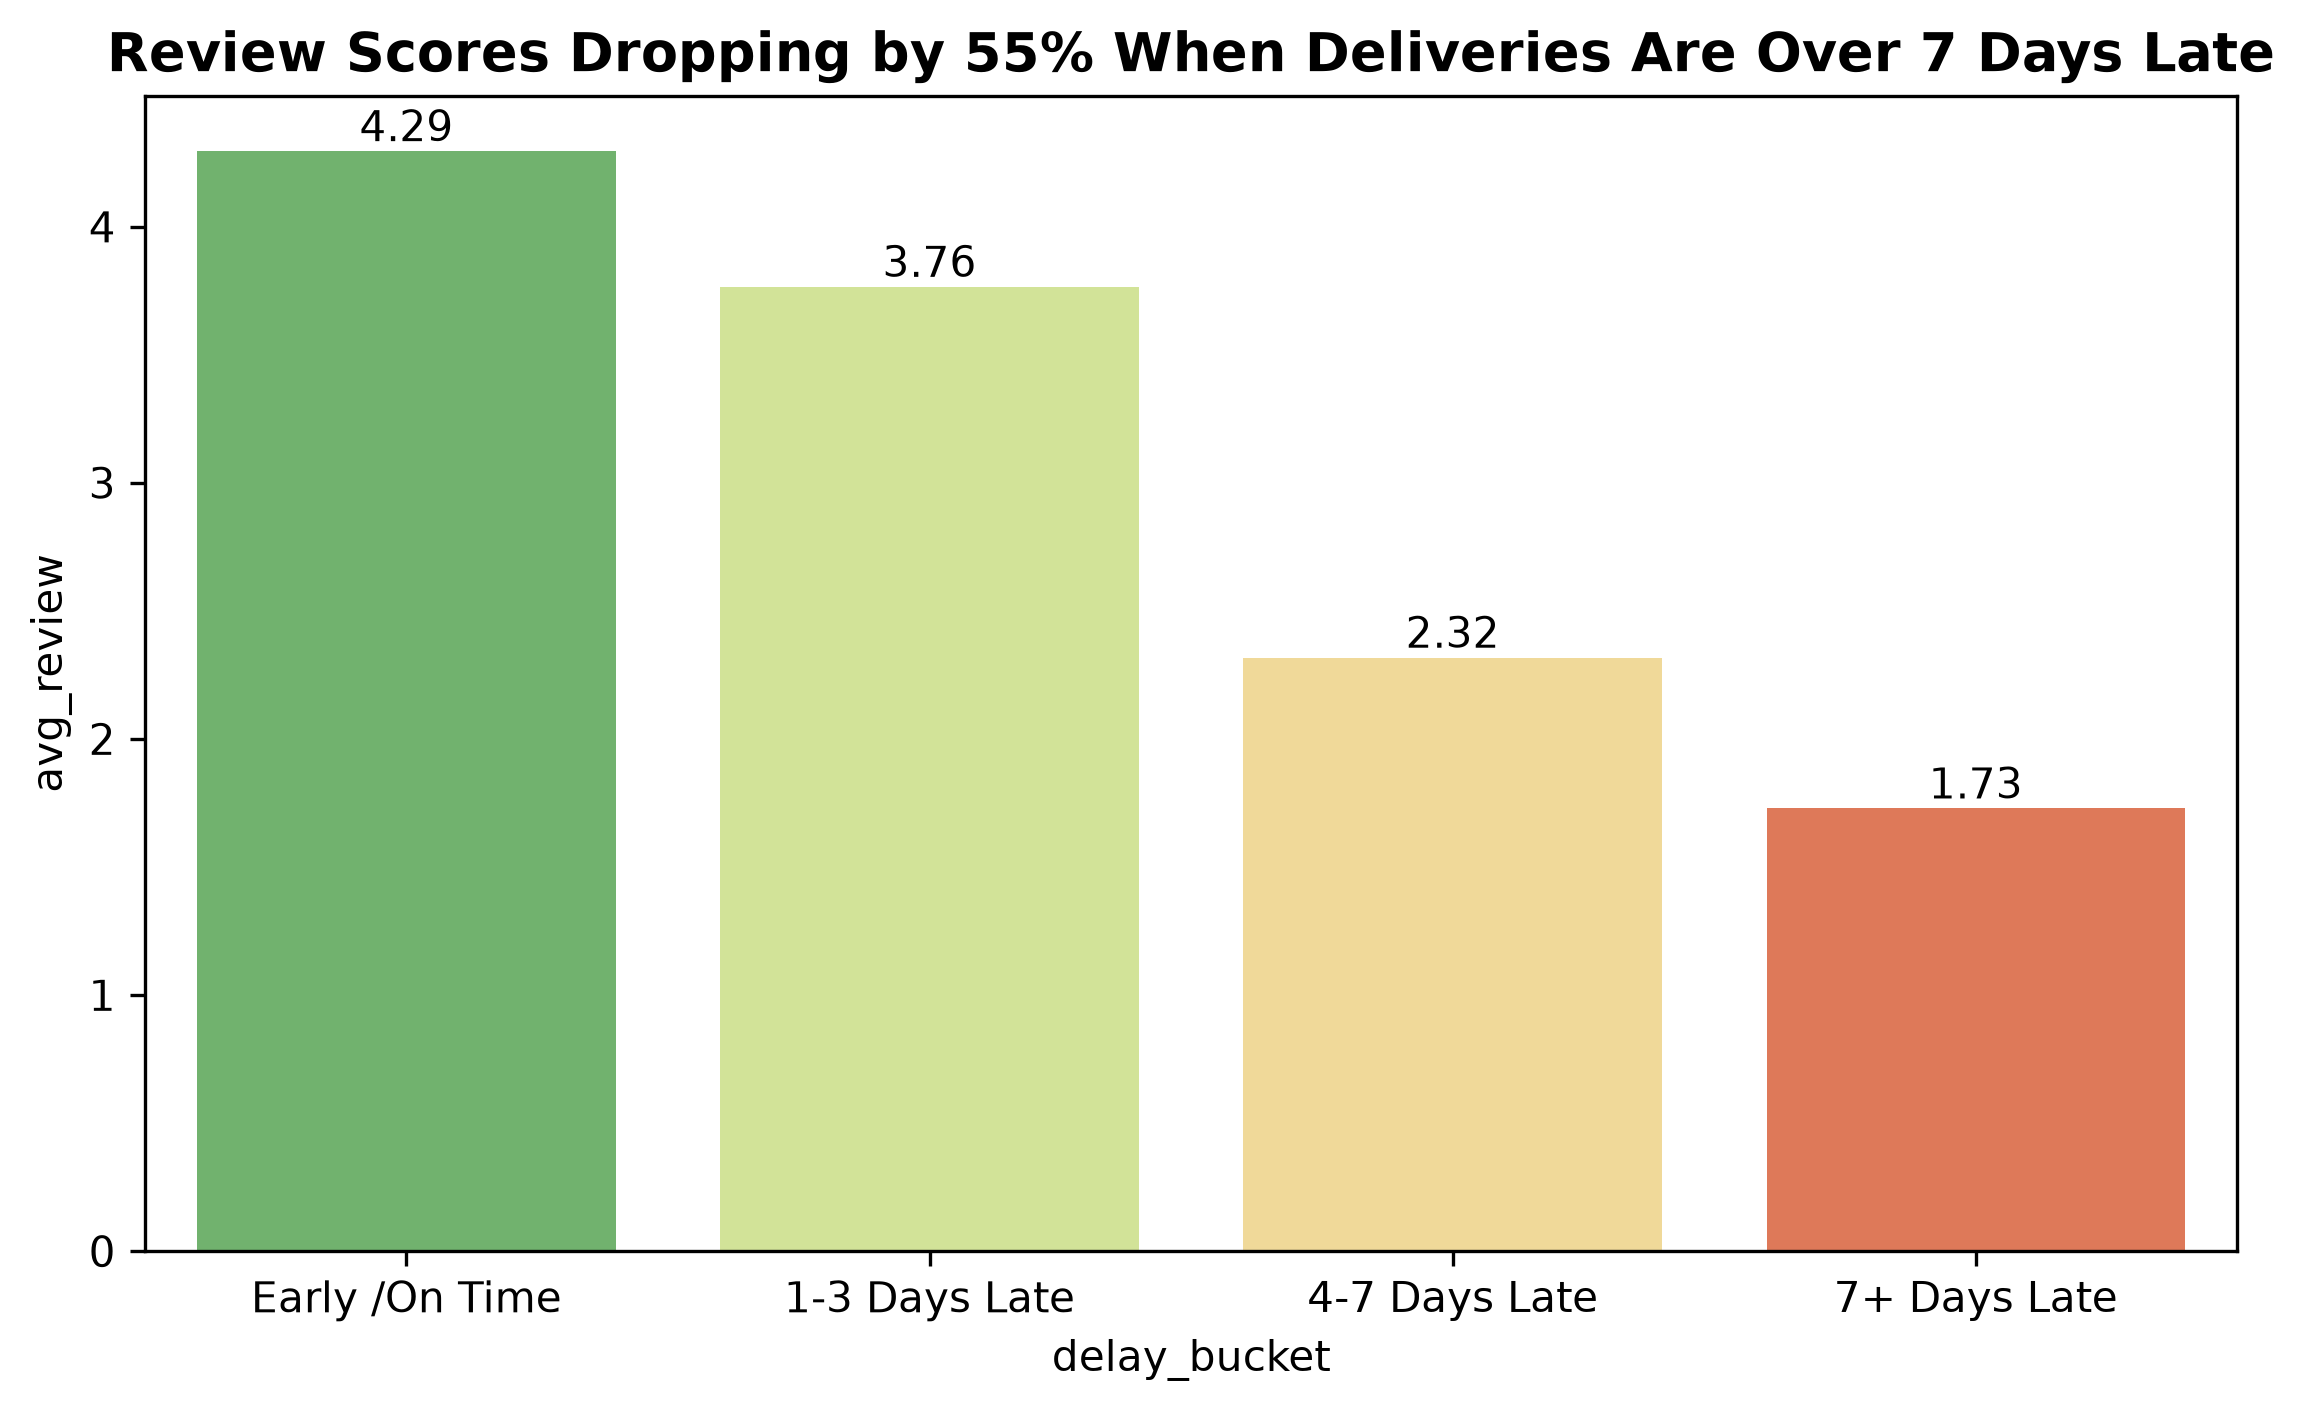 Review Scores Dropping by 55% When Deliveries Are Over 7 Days Late
4.29
3.76
2.32
1.73
4
3
2
1
0
avg_review
Early /On Time
1-3 Days Late
4-7 Days Late
7+ Days Late
delay_bucket